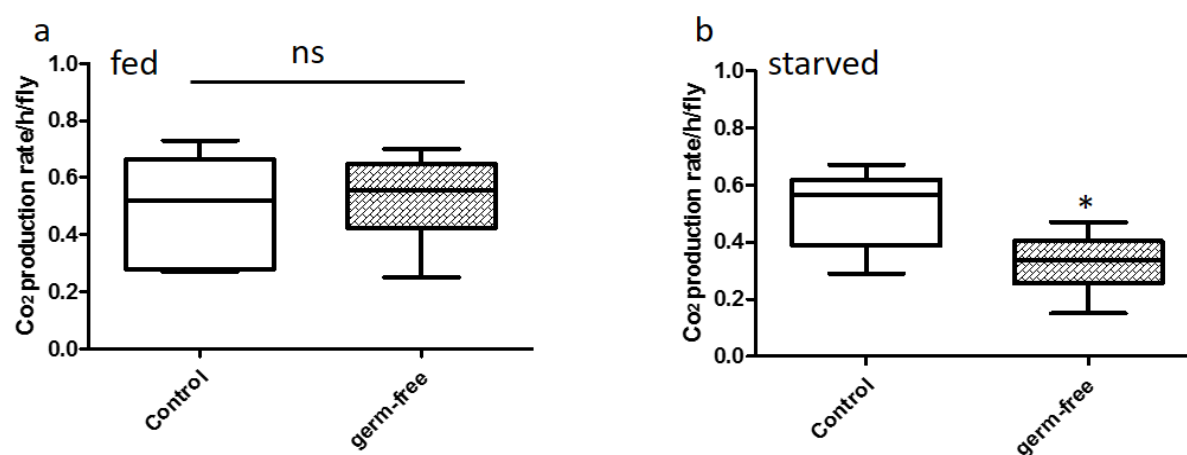 a
fed
ns
Co2 production rate/h/fly
1.0
0.8
0.6
0.4
0.2
0.0
Control
germ-free
b
starved
Co2 production rate/h/fly
1.0
0.8
0.6
0.4
0.2
0.0
*
Control
germ-free